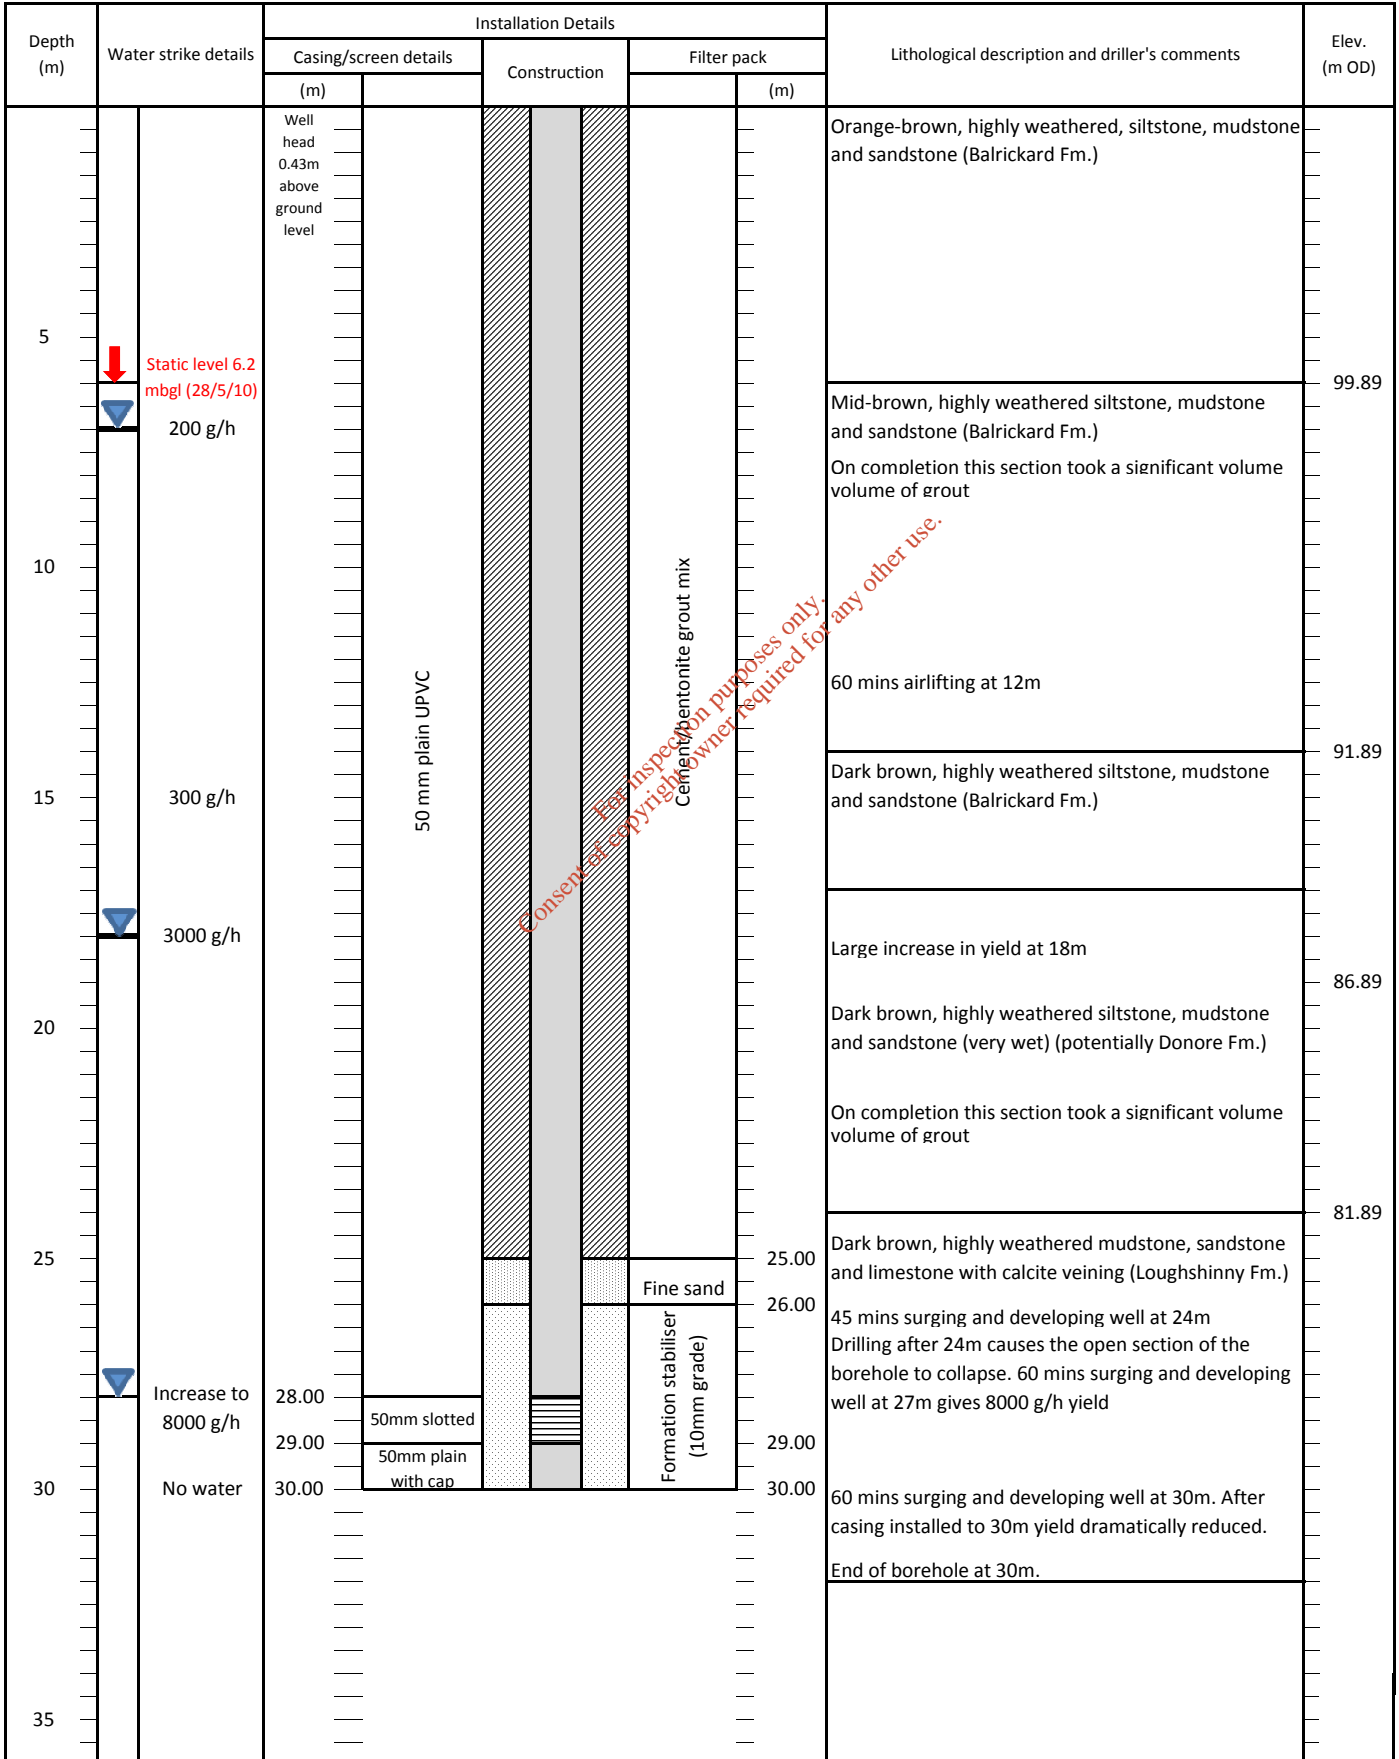 Installation Details
Depth
(m)
Water strike details
Casing/screen details
Construction
Filter pack
Lithological description and driller's comments
Elev.
(m OD)
(m)
(m)
Well
head
0.43m
above
ground
level
Orange-brown, highly weathered, siltstone, mudstone
and sandstone (Balrickard Fm.)
5
Static level 6.2
mbgl (28/5/10)
99.89
Mid-brown, highly weathered siltstone, mudstone
and sandstone (Balrickard Fm.)
200 g/h
On completion this section took a significant volume
volume of grout
10
60 mins airlifting at 12m
50 mm plain UPVC
Cement/bentonite grout mix
For inspection purposes only.
Consent of copyright owner required for any other use.
91.89
Dark brown, highly weathered siltstone, mudstone
and sandstone (Balrickard Fm.)
15
300 g/h
3000 g/h
Large increase in yield at 18m
86.89
20
Dark brown, highly weathered siltstone, mudstone
and sandstone (very wet) (potentially Donore Fm.)
On completion this section took a significant volume
volume of grout
81.89
25
25.00
Dark brown, highly weathered mudstone, sandstone
and limestone with calcite veining (Loughshinny Fm.)
Fine sand
26.00
45 mins surging and developing well at 24m
Drilling after 24m causes the open section of the
borehole to collapse. 60 mins surging and developing
well at 27m gives 8000 g/h yield
Formation stabiliser
(10mm grade)
Increase to
8000 g/h
28.00
50mm slotted
29.00
29.00
50mm plain
with cap
30
No water
30.00
30.00
60 mins surging and developing well at 30m. After
casing installed to 30m yield dramatically reduced.
End of borehole at 30m.
35